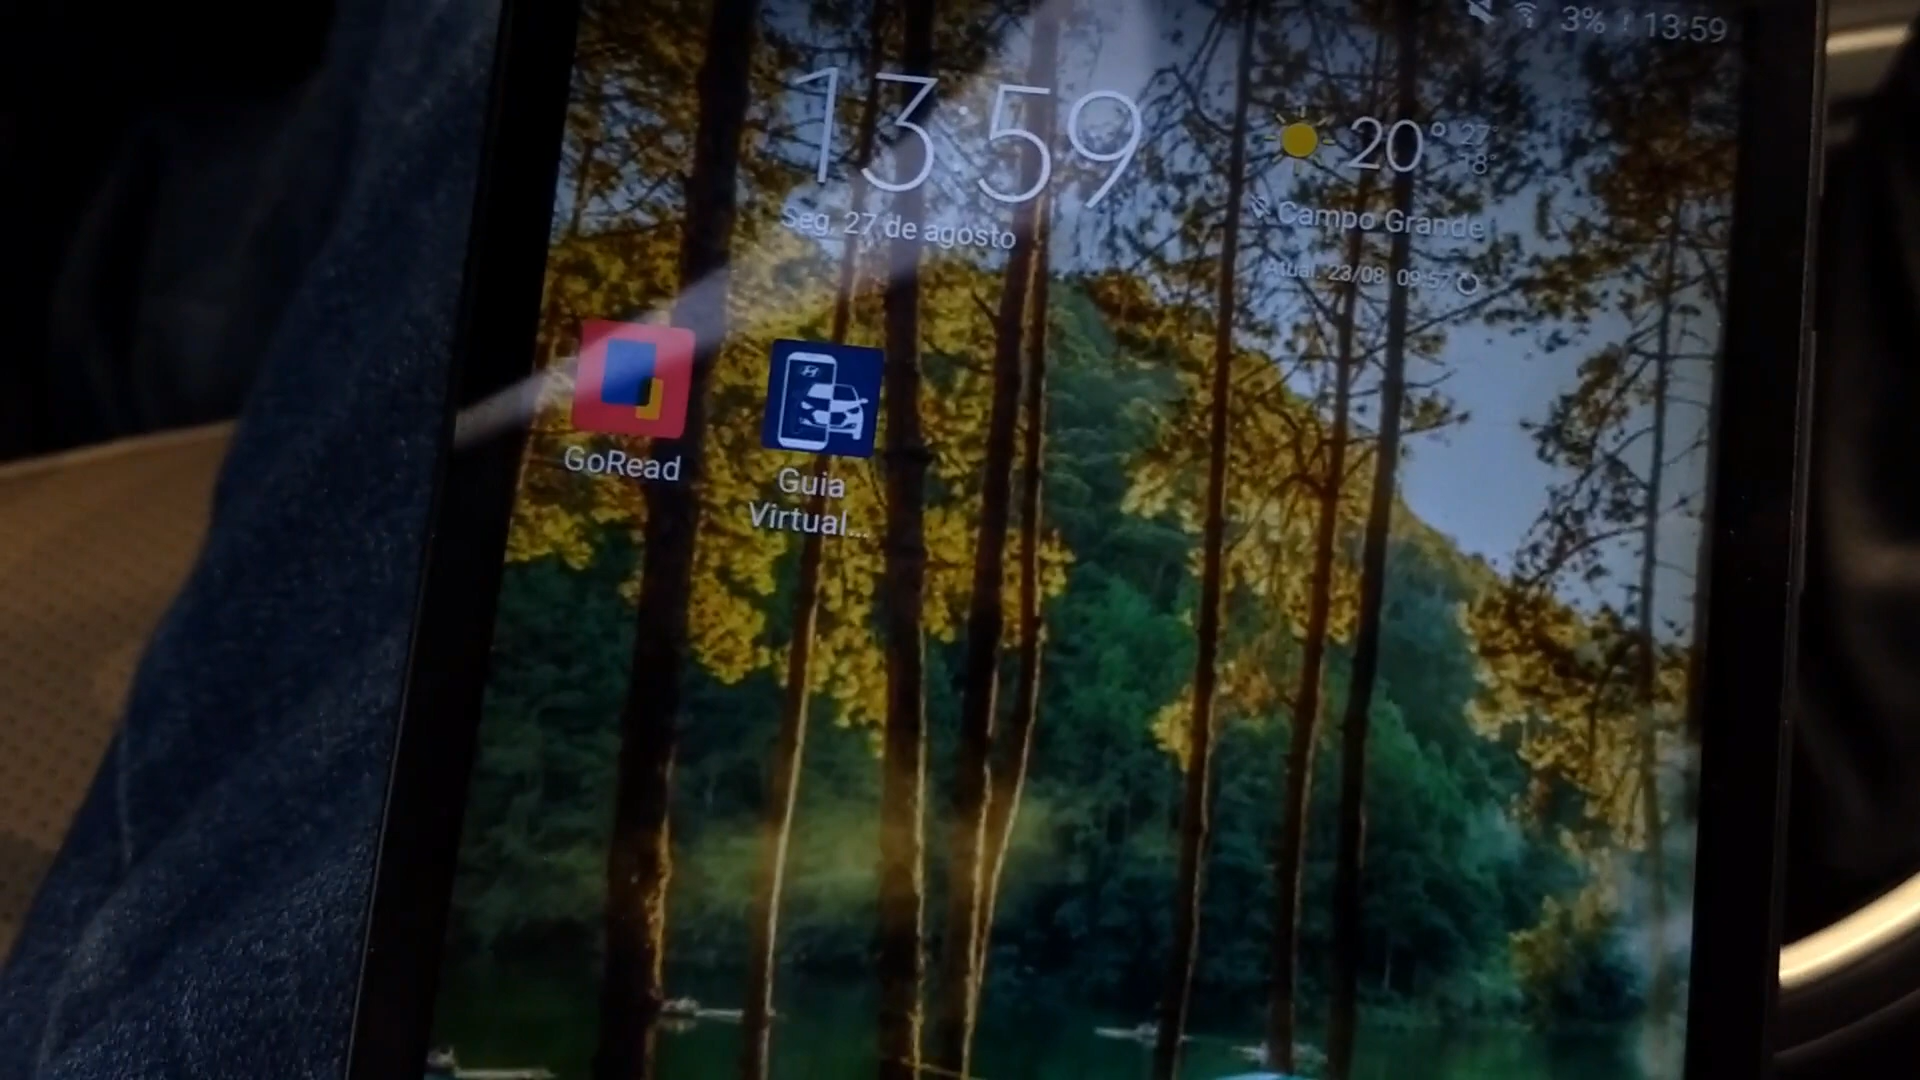 3% 13:59
13:59
20° 27°
18°
Seg, 27 de agosto
Campo Grande
Atual. 23/08 09:57
GoRead
Guia
Virtual...